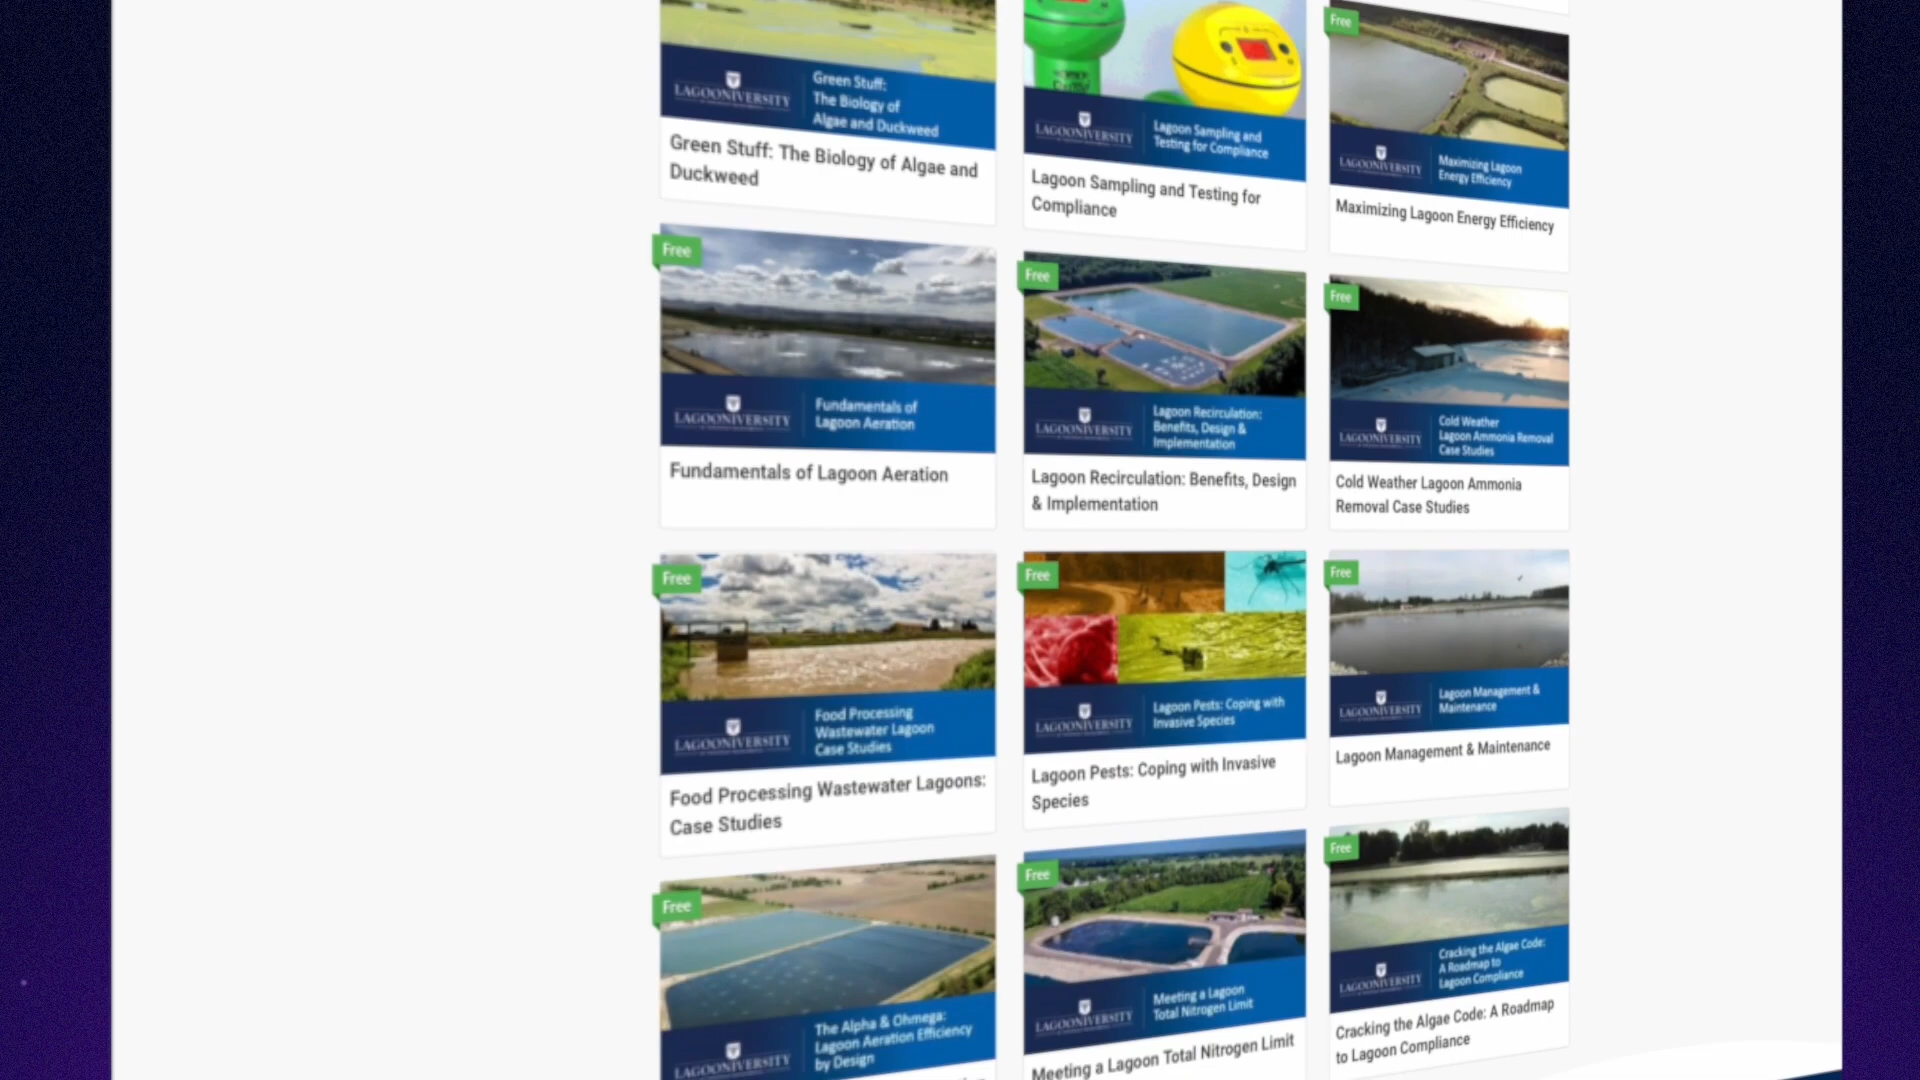 LAGOONIVERSITY
Green Stuff:
The Biology of
Algae and Duckweed
Green Stuff: The Biology of Algae and
Duckweed
LAGOONIVERSITY
Lagoon Sampling and
Testing for Compliance
Lagoon Sampling and Testing for
Compliance
Free
LAGOONIVERSITY
Maximizing Lagoon
Energy Efficiency
Maximizing Lagoon Energy Efficiency
Free
LAGOONIVERSITY
Fundamentals of
Lagoon Aeration
Fundamentals of Lagoon Aeration
Free
LAGOONIVERSITY
Lagoon Recirculation:
Benefits, Design &
Implementation
Lagoon Recirculation: Benefits, Design
& Implementation
Free
LAGOONIVERSITY
Cold Weather
Lagoon Ammonia Removal
Case Studies
Cold Weather Lagoon Ammonia
Removal Case Studies
Free
LAGOONIVERSITY
Food Processing
Wastewater Lagoon
Case Studies
Food Processing Wastewater Lagoons:
Case Studies
Free
LAGOONIVERSITY
Lagoon Pests: Coping with
Invasive Species
Lagoon Pests: Coping with Invasive
Species
Free
LAGOONIVERSITY
Lagoon Management &
Maintenance
Lagoon Management & Maintenance
Free
LAGOONIVERSITY
The Alpha & Ohmega:
Lagoon Aeration Efficiency
by Design
Free
LAGOONIVERSITY
Meeting a Lagoon
Total Nitrogen Limit
Meeting a Lagoon Total Nitrogen Limit
Free
LAGOONIVERSITY
Cracking the Algae Code:
A Roadmap to
Lagoon Compliance
Cracking the Algae Code: A Roadmap
to Lagoon Compliance